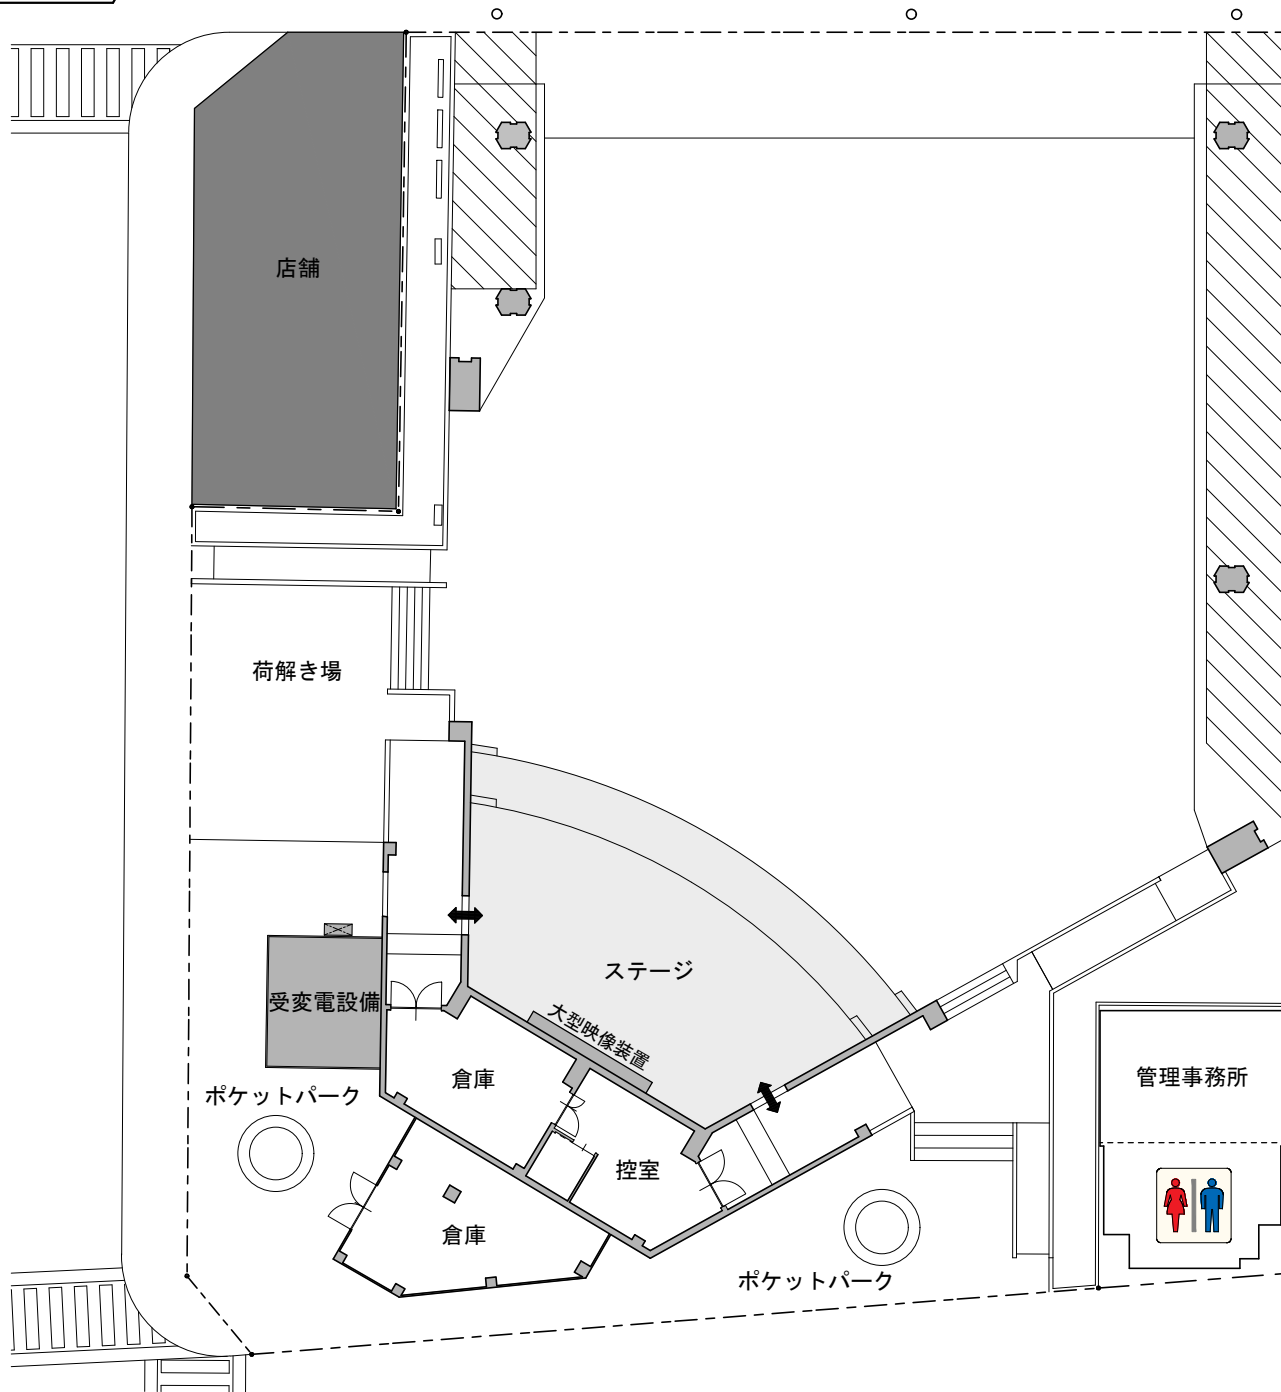 店舗
荷解き場
ステージ
大型映像装置
受変電設備
倉庫
管理事務所
ポケットパーク
控室
倉庫
ポケットパーク